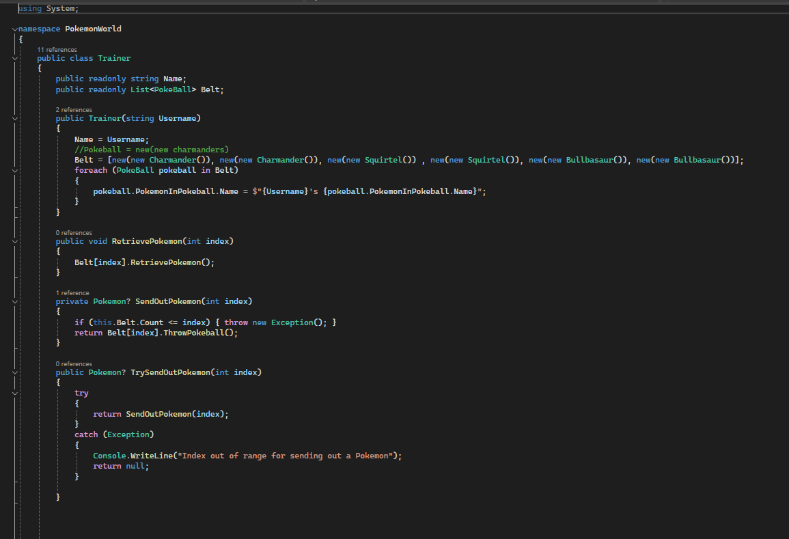 using System;
namespace PokemonWorld
{
11 references
public class Trainer
{
public readonly string Name;
public readonly List<PokeBall> Belt;
2 references
public Trainer(string Username)
{
Name = Username;
//Pokeball = new(new charmanders)
Belt = [new(new Charmander()), new(new Charmander()), new(new Squirtel()) , new(new Squirtel()), new(new Bullbasaur()), new(new Bullbasaur())];
foreach (PokeBall pokeball in Belt)
{
pokeball.PokemonInPokeball.Name = $"{Username}'s {pokeball.PokemonInPokeball.Name}";
}
}
0 references
public void RetrievePokemon(int index)
{
Belt[index].RetrievePokemon();
}
1 reference
private Pokemon? SendOutPokemon(int index)
{
if (this.Belt.Count <= index) { throw new Exception(); }
return Belt[index].ThrowPokeball();
}
0 references
public Pokemon? TrySendOutPokemon(int index)
{
try
{
return SendOutPokemon(index);
}
catch (Exception)
{
Console.WriteLine("Index out of range for sending out a Pokemon");
return null;
}
}